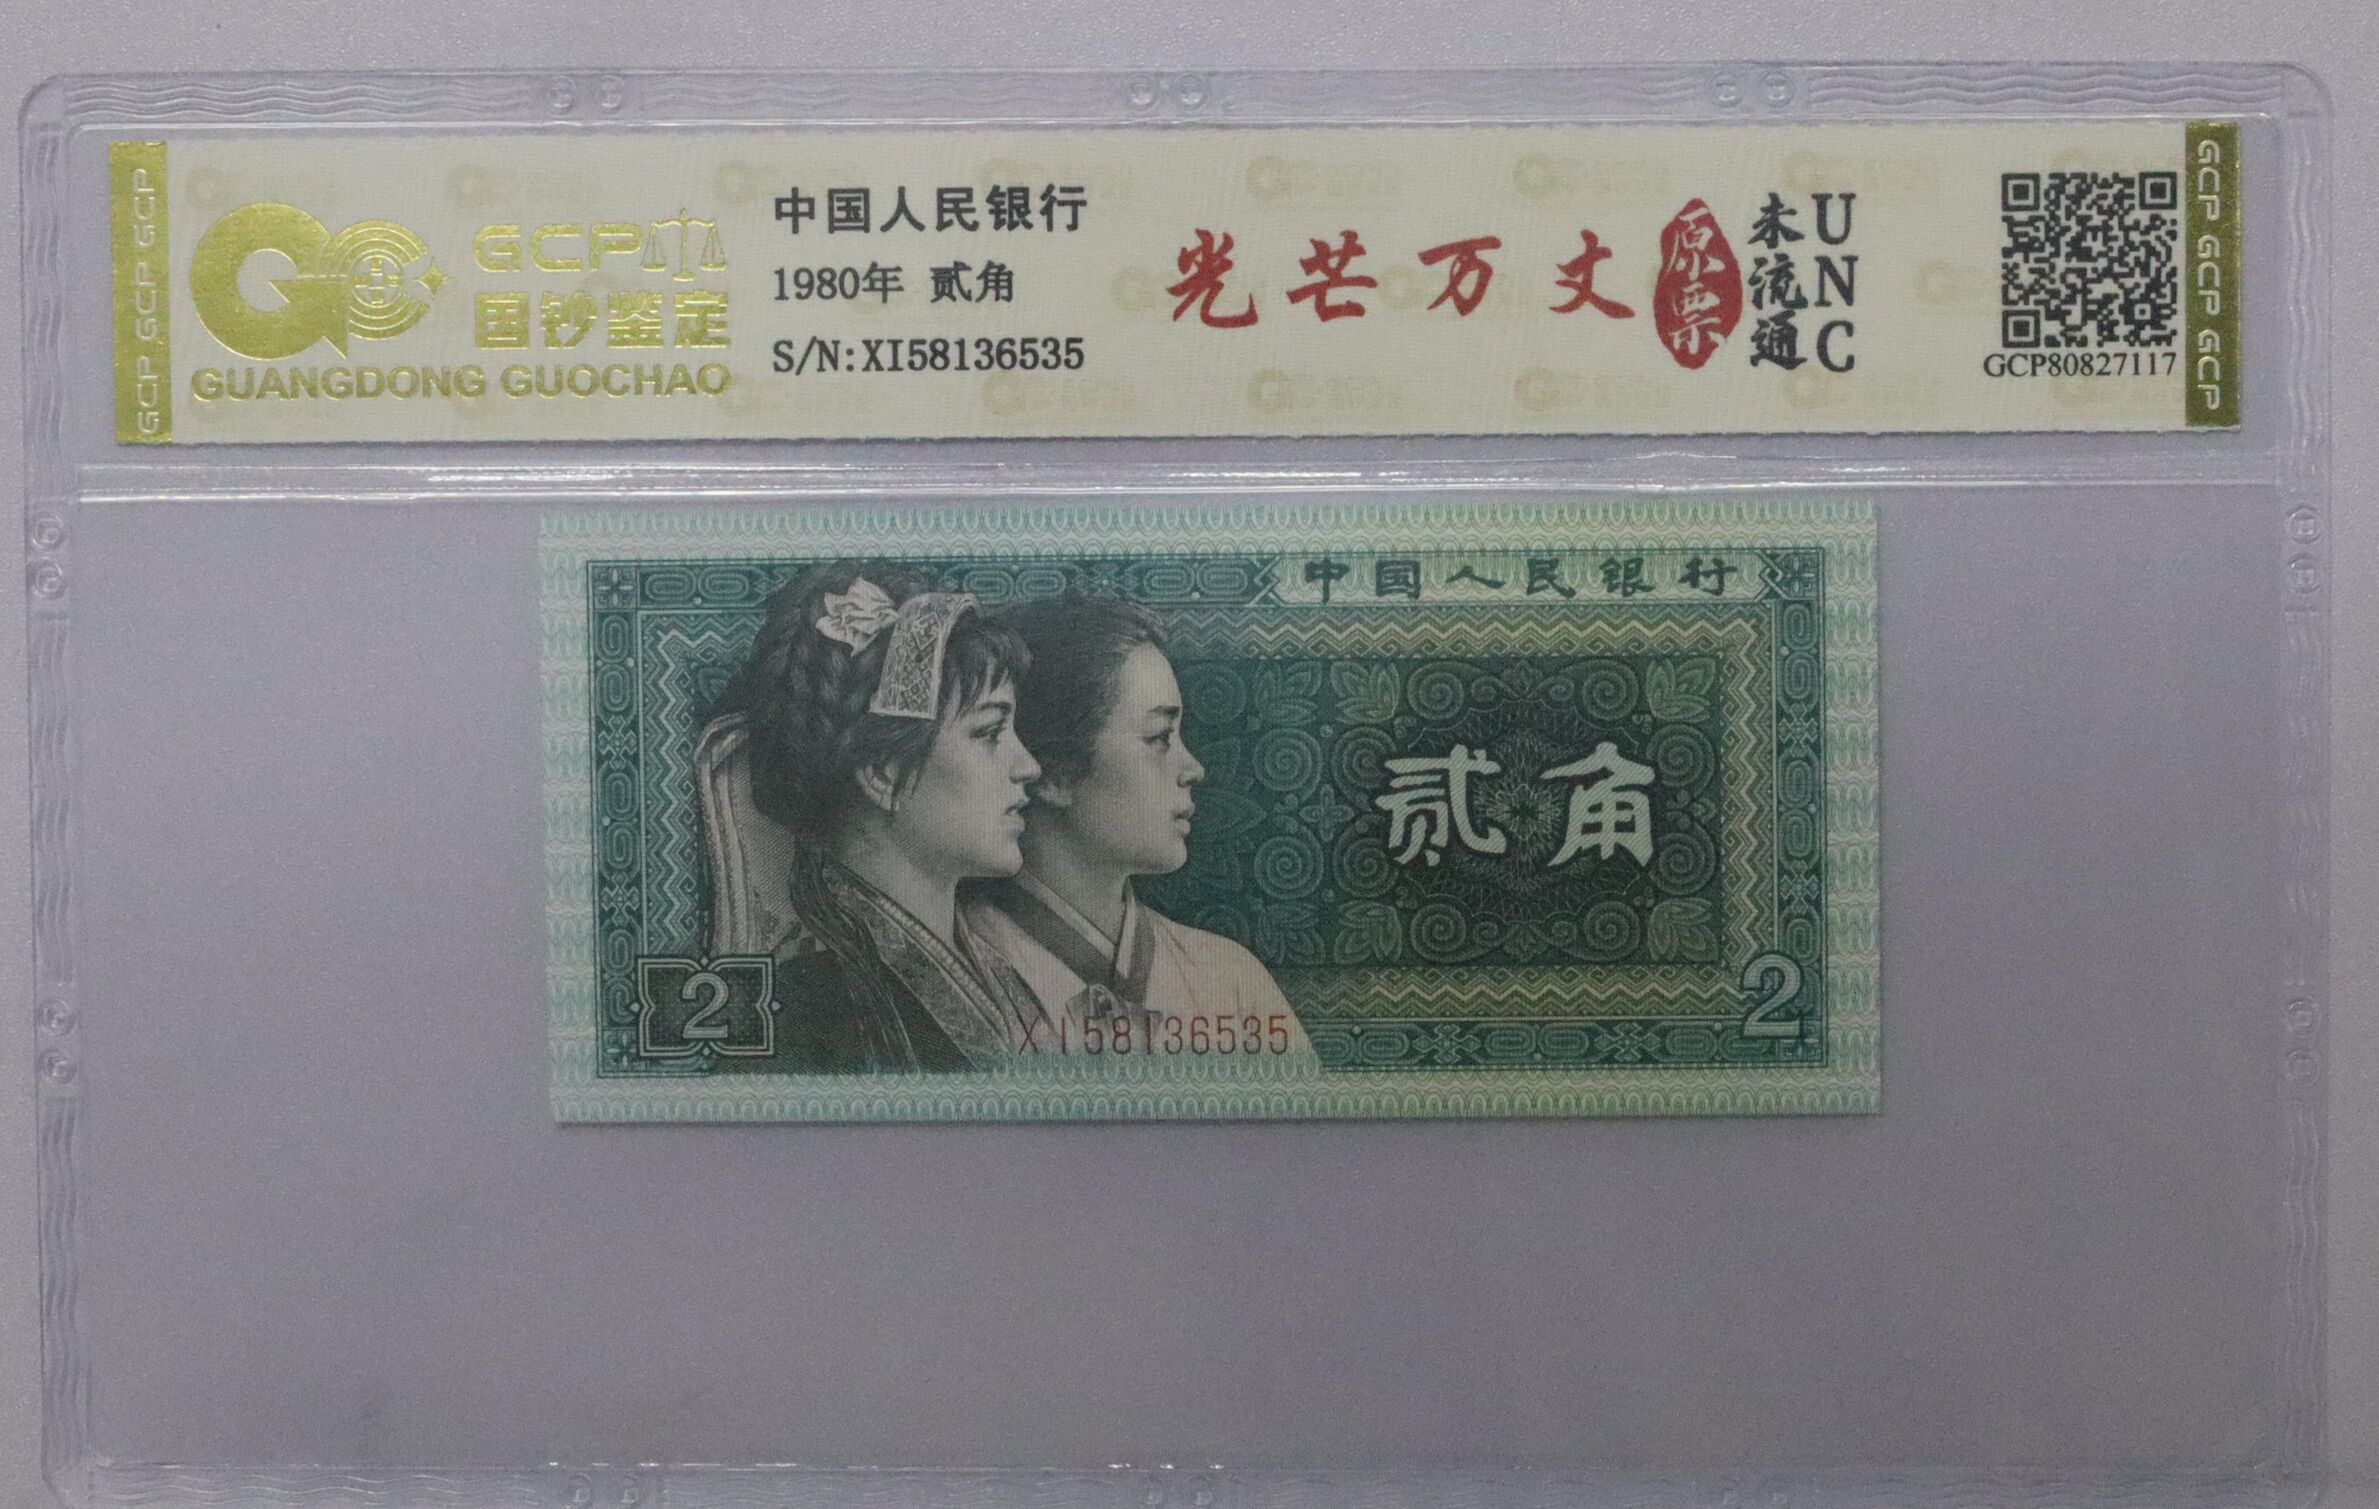 GCP GCP GCP
GCP
国钞鉴定
GUANGDONG GUOCHAO
中国人民银行
1980年 贰角
S/N:XI58136535
光芒万丈
原票
未流通
UNC
GCP80827117
GCP GCP GCP
中国人民银行
贰角
2
2
XI58136535